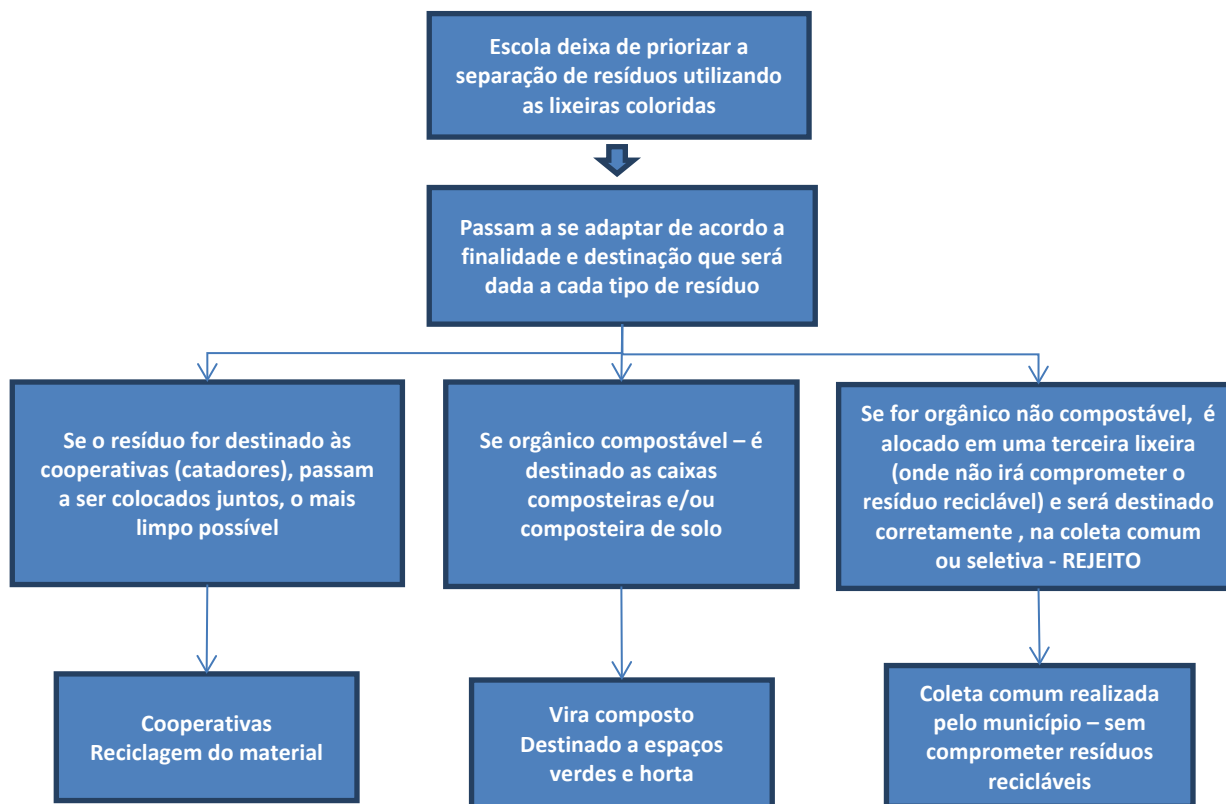 Escola deixa de priorizar a
separação de resíduos utilizando
as lixeiras coloridas
Passam a se adaptar de acordo a
finalidade e destinação que será
dada a cada tipo de resíduo
Se o resíduo for destinado às
cooperativas (catadores), passam
a ser colocados juntos, o mais
limpo possível
Se orgânico compostável – é
destinado as caixas
composteiras e/ou
composteira de solo
Se for orgânico não compostável, é
alocado em uma terceira lixeira
(onde não irá comprometer o
resíduo reciclável) e será destinado
corretamente , na coleta comum
ou seletiva - REJEITO
Cooperativas
Reciclagem do material
Vira composto
Destinado a espaços
verdes e horta
Coleta comum realizada
pelo município – sem
comprometer resíduos
recicláveis